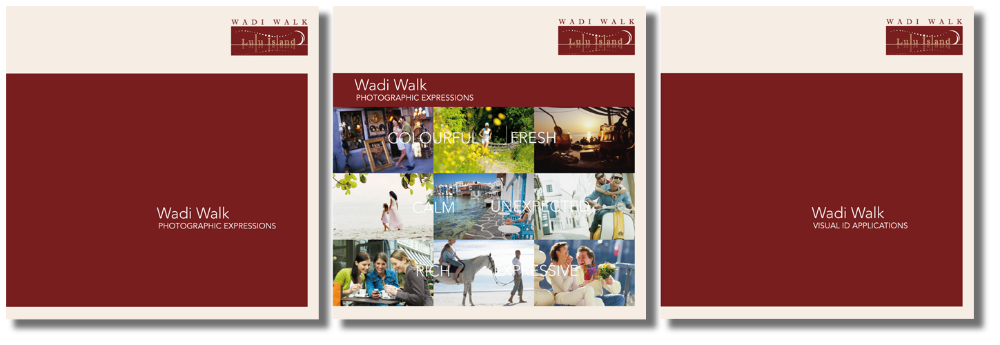 WADI WALK
Lulu Island
Wadi Walk
PHOTOGRAPHIC EXPRESSIONS
WADI WALK
Lulu Island
Wadi Walk
PHOTOGRAPHIC EXPRESSIONS
COLOURFUL FRESH
CALM UNEXPECTED
RICH EXPRESSIVE
WADI WALK
Lulu Island
Wadi Walk
VISUAL ID APPLICATIONS